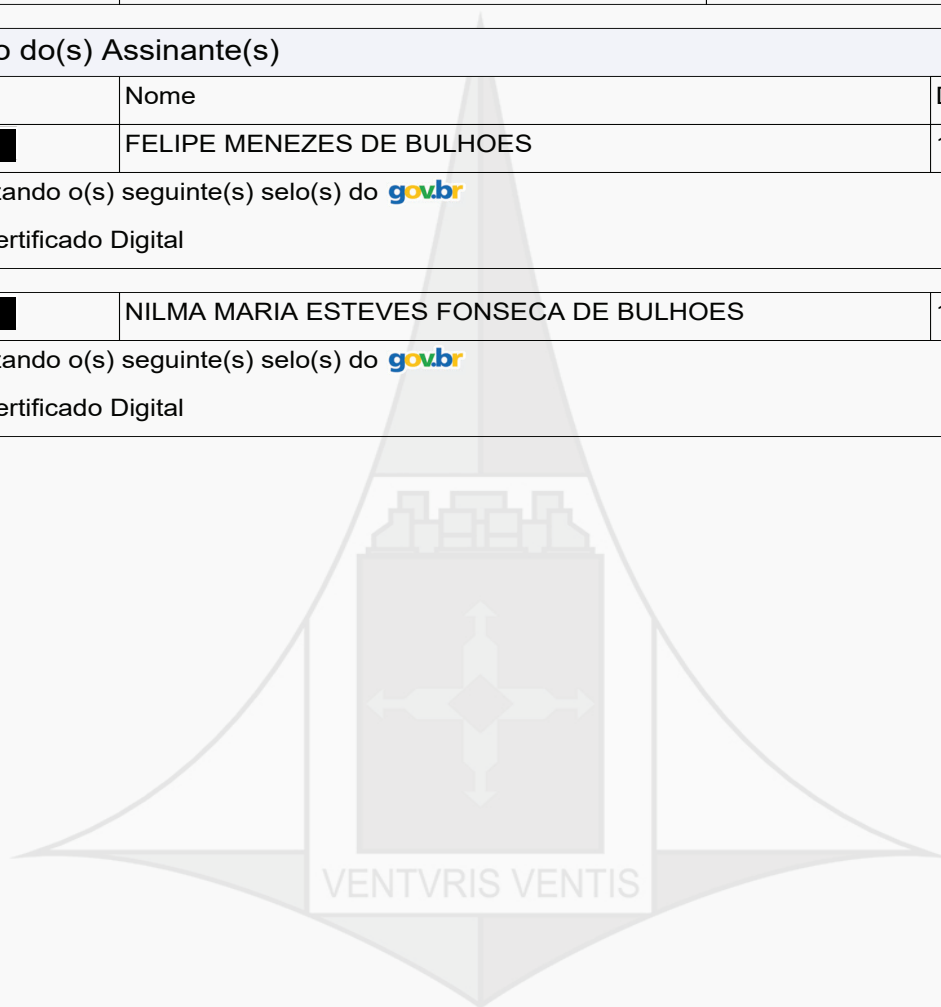 o do(s) Assinante(s)
Nome
FELIPE MENEZES DE BULHOES
tando o(s) seguinte(s) selo(s) do gov.br
ertificado Digital
NILMA MARIA ESTEVES FONSECA DE BULHOES
tando o(s) seguinte(s) selo(s) do gov.br
ertificado Digital
VENTVRIS VENTIS